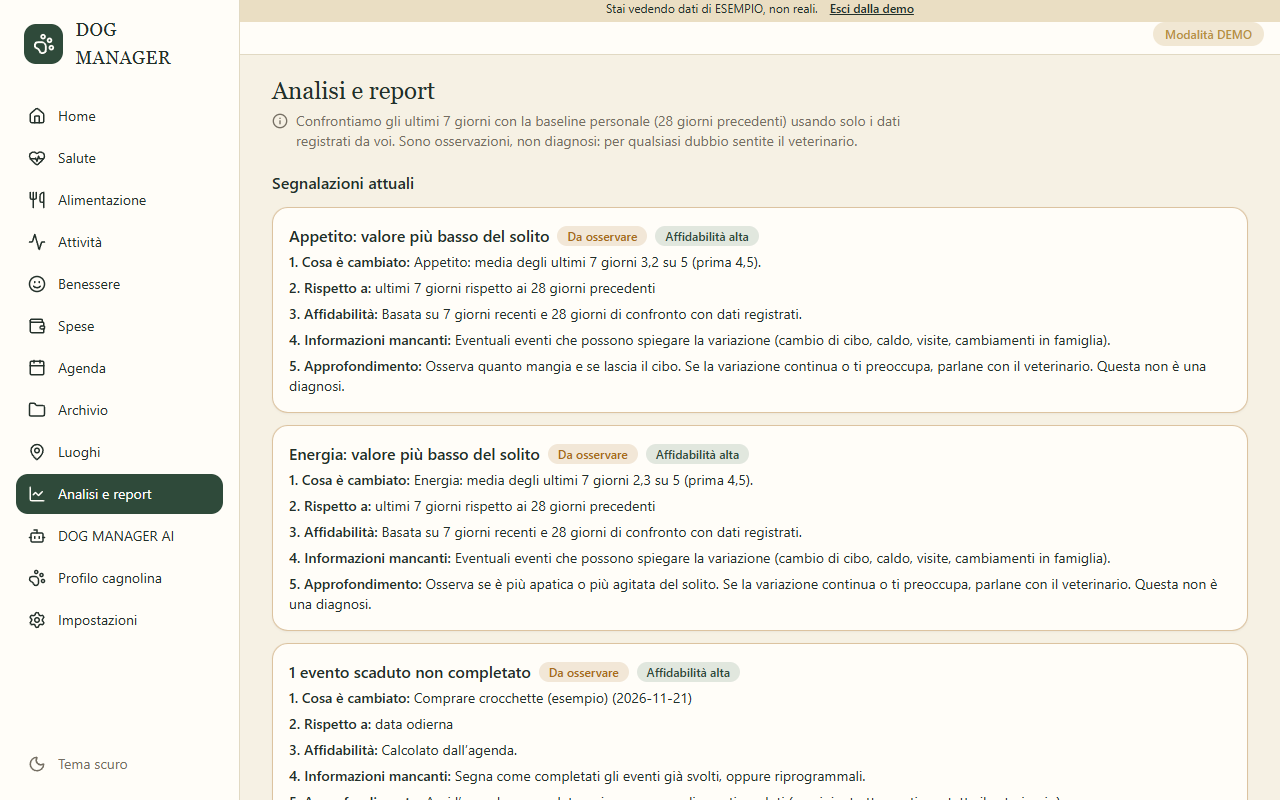 Stai vedendo dati di ESEMPIO, non reali. Esci dalla demo
DOG
MANAGER
Modalità DEMO
Home
Salute
Alimentazione
Attività
Benessere
Spese
Agenda
Archivio
Luoghi
Analisi e report
DOG MANAGER AI
Profilo cagnolina
Impostazioni
Tema scuro
Analisi e report
Confrontiamo gli ultimi 7 giorni con la baseline personale (28 giorni precedenti) usando solo i dati
registrati da voi. Sono osservazioni, non diagnosi: per qualsiasi dubbio sentite il veterinario.
Segnalazioni attuali
Appetito: valore più basso del solito Da osservare Affidabilità alta
1. Cosa è cambiato: Appetito: media degli ultimi 7 giorni 3,2 su 5 (prima 4,5).
2. Rispetto a: ultimi 7 giorni rispetto ai 28 giorni precedenti
3. Affidabilità: Basata su 7 giorni recenti e 28 giorni di confronto con dati registrati.
4. Informazioni mancanti: Eventuali eventi che possono spiegare la variazione (cambio di cibo, caldo, visite, cambiamenti in famiglia).
5. Approfondimento: Osserva quanto mangia e se lascia il cibo. Se la variazione continua o ti preoccupa, parlane con il veterinario. Questa non è una
diagnosi.
Energia: valore più basso del solito Da osservare Affidabilità alta
1. Cosa è cambiato: Energia: media degli ultimi 7 giorni 2,3 su 5 (prima 4,5).
2. Rispetto a: ultimi 7 giorni rispetto ai 28 giorni precedenti
3. Affidabilità: Basata su 7 giorni recenti e 28 giorni di confronto con dati registrati.
4. Informazioni mancanti: Eventuali eventi che possono spiegare la variazione (cambio di cibo, caldo, visite, cambiamenti in famiglia).
5. Approfondimento: Osserva se è più apatica o più agitata del solito. Se la variazione continua o ti preoccupa, parlane con il veterinario. Questa non è
una diagnosi.
1 evento scaduto non completato Da osservare Affidabilità alta
1. Cosa è cambiato: Comprare crocchette (esempio) (2026-11-21)
2. Rispetto a: data odierna
3. Affidabilità: Calcolato dall'agenda.
4. Informazioni mancanti: Segna come completati gli eventi già svolti, oppure riprogrammali.